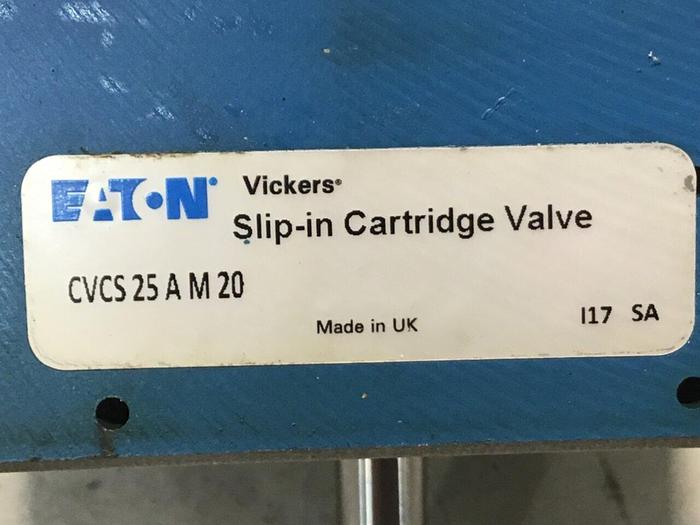 EATON Vickers®
Slip-in Cartridge Valve
CVCS 25 A M 20
Made in UK
I17 SA